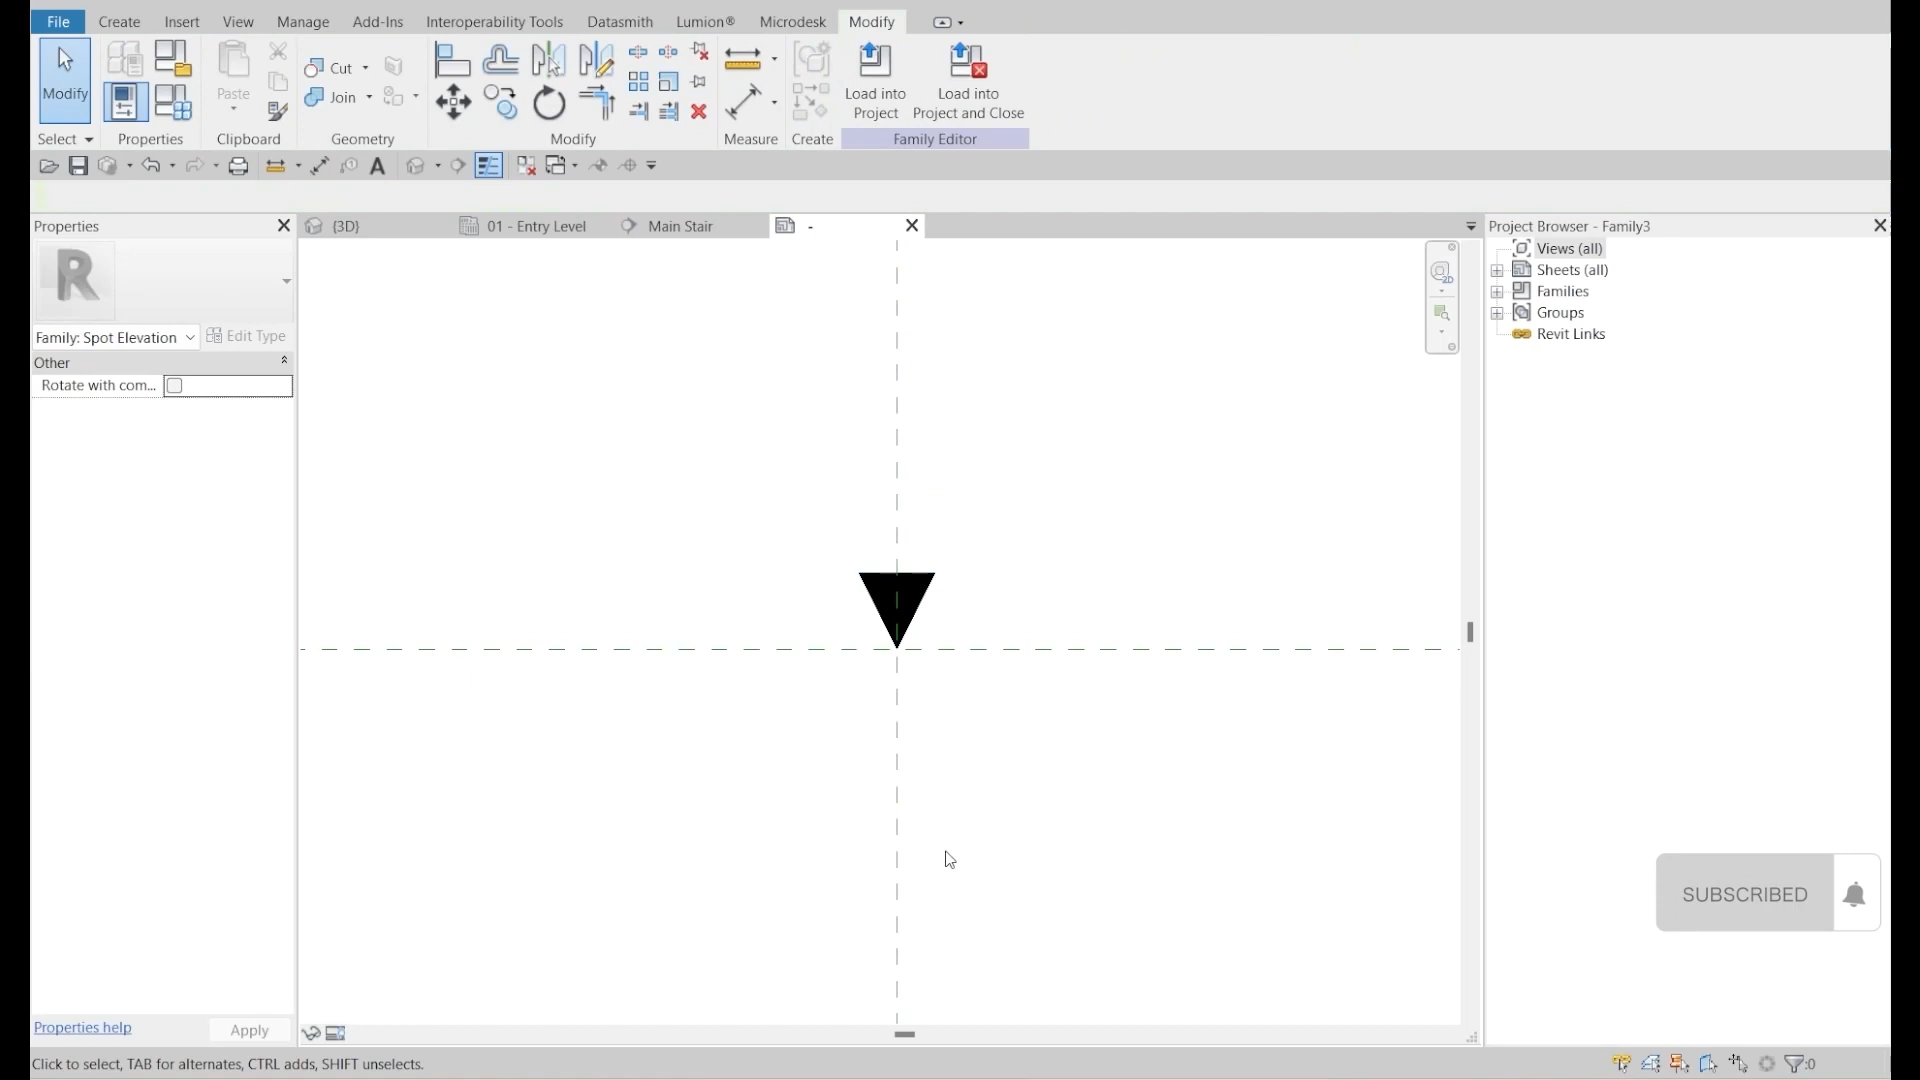 File Create Insert View Manage Add-Ins Interoperability Tools Datasmith Lumion® Microdesk Modify
Modify
Select
Properties
Paste
Clipboard
Cut
Join
Geometry
Modify
Measure
Create
Load into
Project
Load into
Project and Close
Family Editor
A
Properties
R
Family: Spot Elevation
Edit Type
Other
Rotate with com...
{3D}
01 - Entry Level
Main Stair
-
2D
Project Browser - Family3
Views (all)
Sheets (all)
Families
Groups
Revit Links
SUBSCRIBED
Properties help
Apply
Click to select, TAB for alternates, CTRL adds, SHIFT unselects.
:0